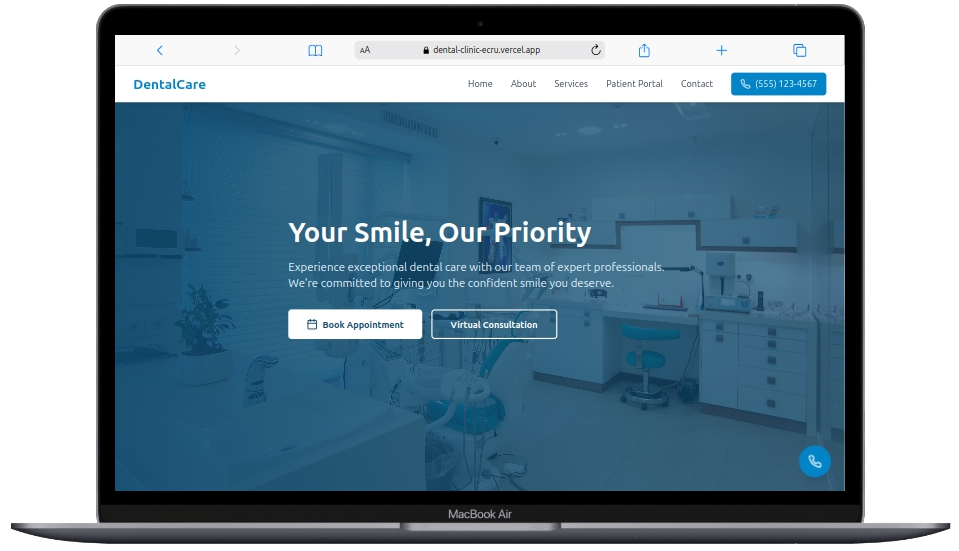 AA dental-clinic-ecru.vercel.app
DentalCare Home About Services Patient Portal Contact (555) 123-4567
Your Smile, Our Priority
Experience exceptional dental care with our team of expert professionals.
We're committed to giving you the confident smile you deserve.
Book Appointment Virtual Consultation
MacBook Air